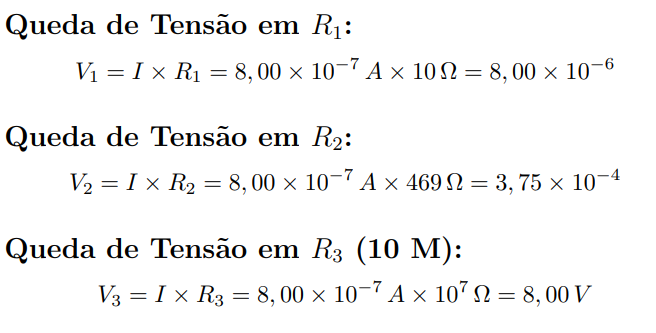 Queda de Tensão em R₁:
V₁ = I × R₁ = 8,00 × 10⁻⁷ A × 10 Ω = 8,00 × 10⁻⁶
Queda de Tensão em R₂:
V₂ = I × R₂ = 8,00 × 10⁻⁷ A × 469 Ω = 3,75 × 10⁻⁴
Queda de Tensão em R₃ (10 M):
V₃ = I × R₃ = 8,00 × 10⁻⁷ A × 10⁷ Ω = 8,00 V